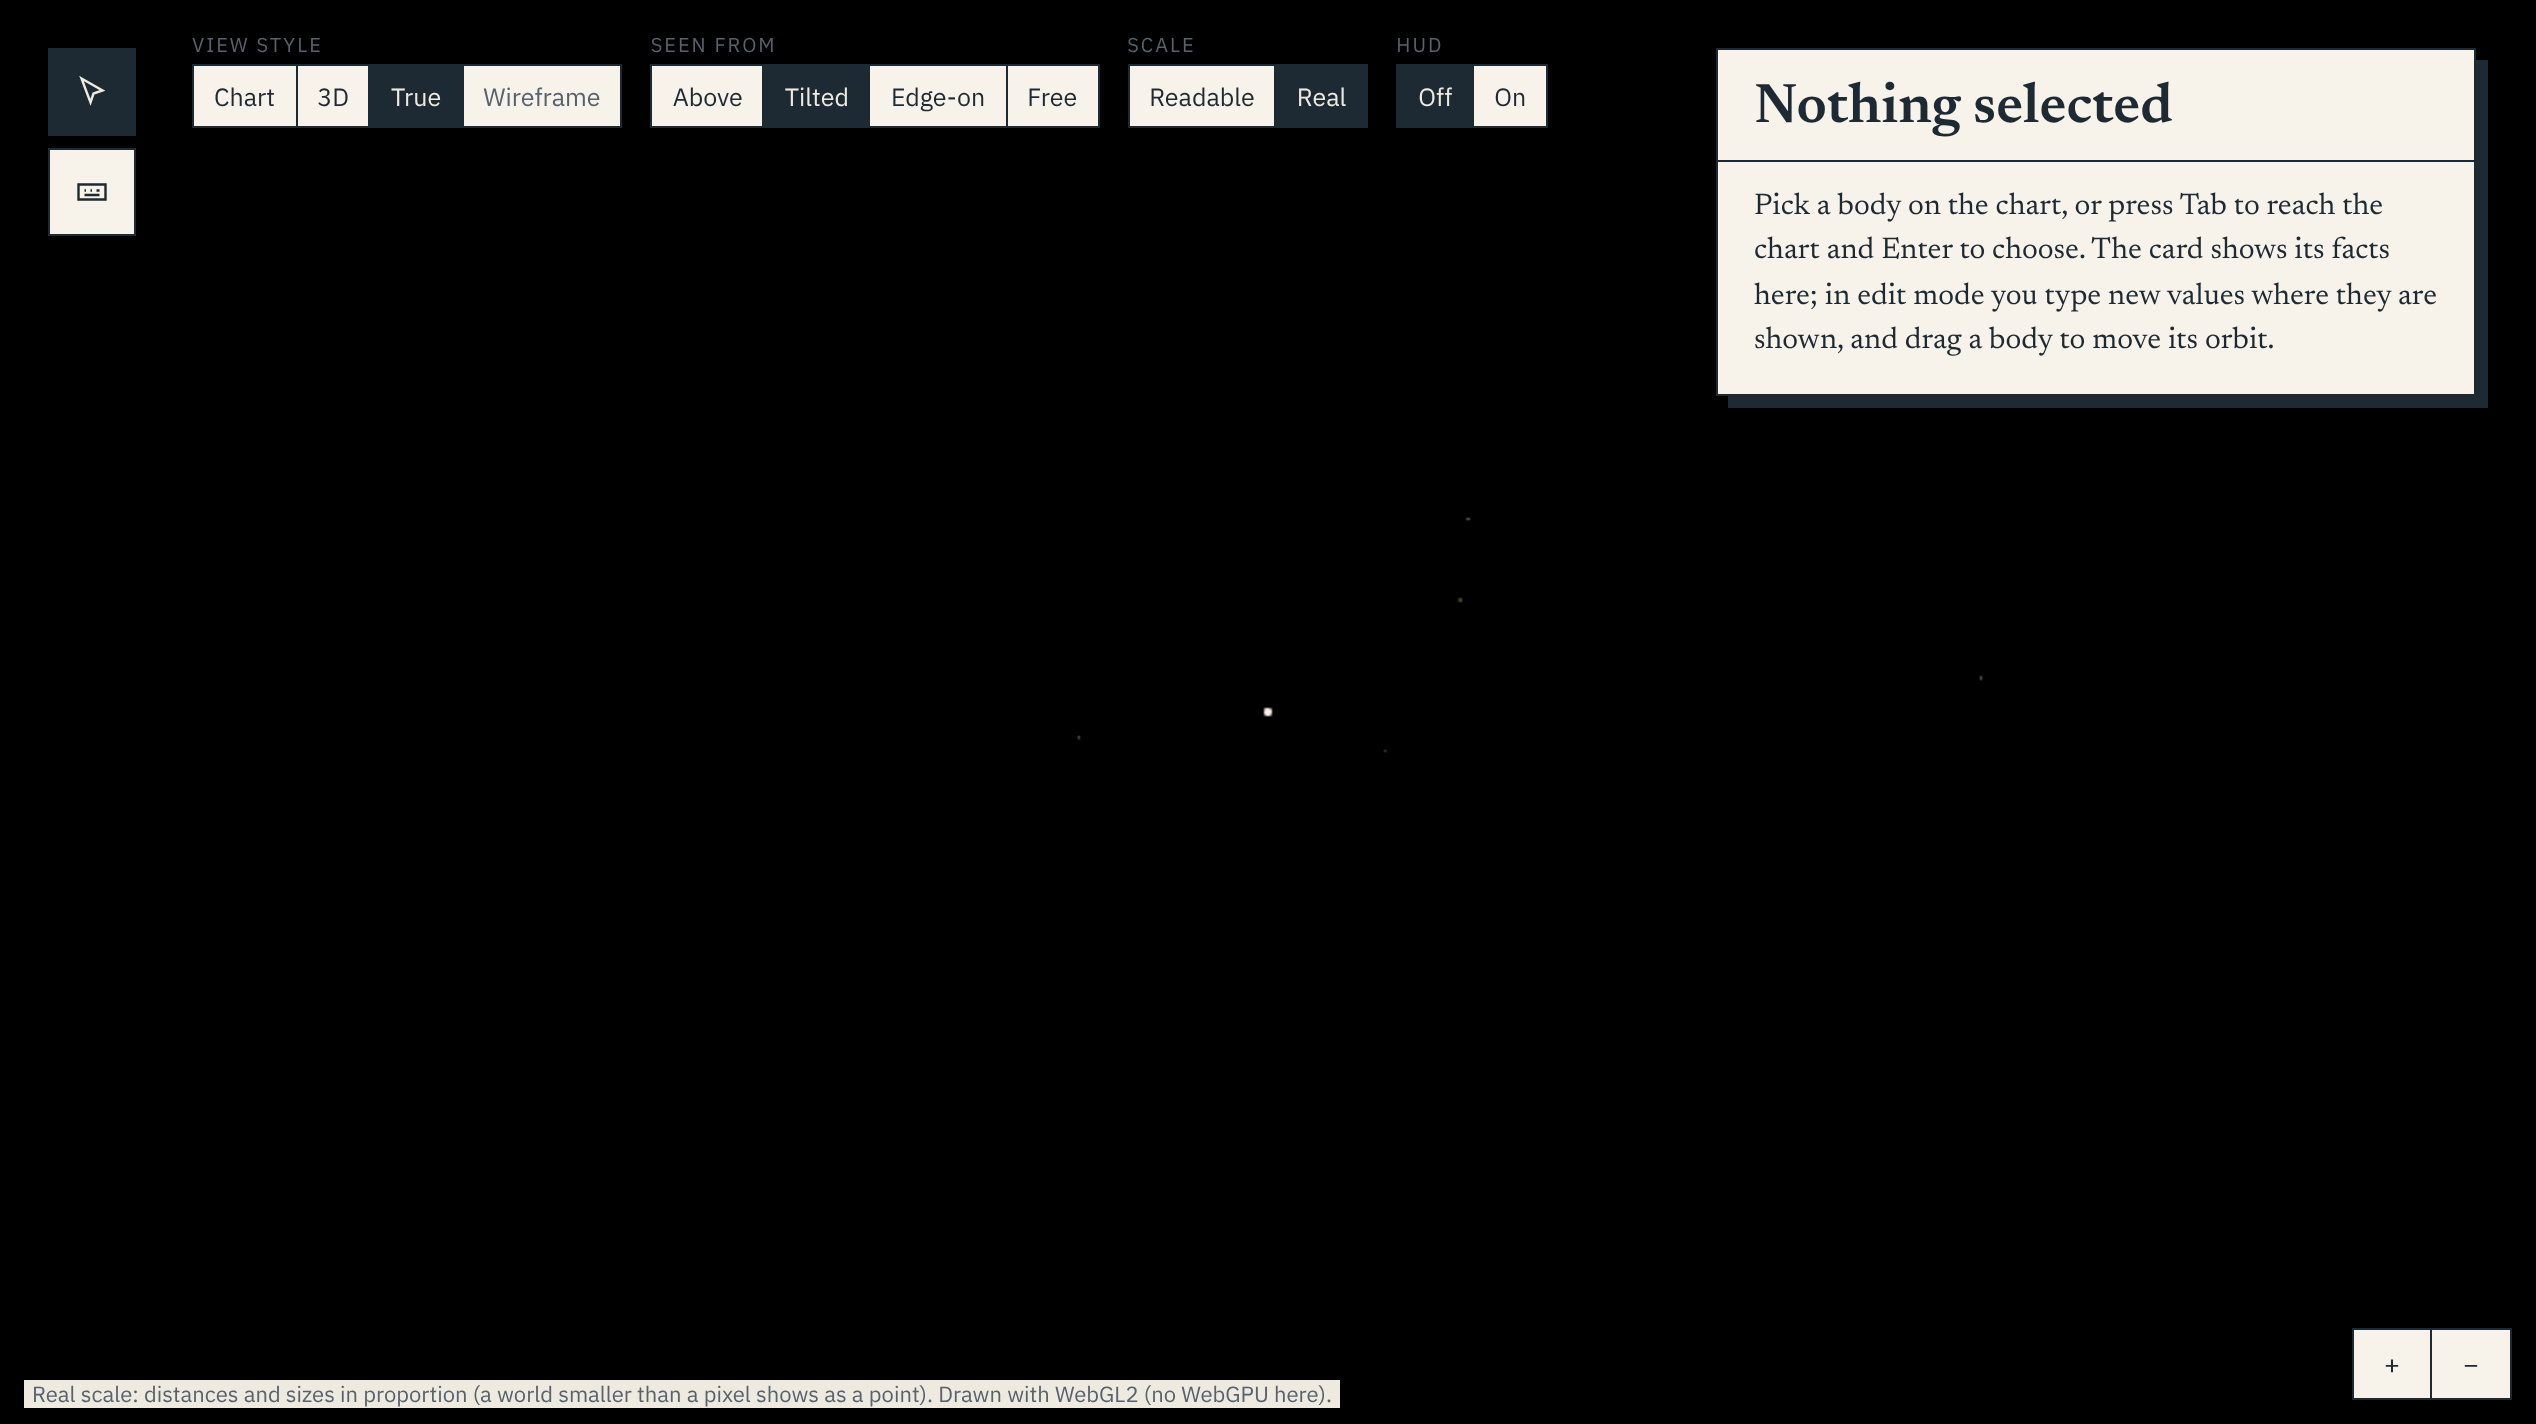 VIEW STYLE
Chart 3D True Wireframe
SEEN FROM
Above Tilted Edge-on Free
SCALE
Readable Real
HUD
Off On
Nothing selected
Pick a body on the chart, or press Tab to reach the
chart and Enter to choose. The card shows its facts
here; in edit mode you type new values where they are
shown, and drag a body to move its orbit.
+ −
Real scale: distances and sizes in proportion (a world smaller than a pixel shows as a point). Drawn with WebGL2 (no WebGPU here).